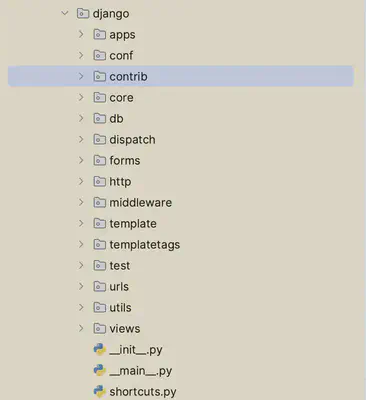 django
apps
conf
contrib
core
db
dispatch
forms
http
middleware
template
templatetags
test
urls
utils
views
__init__.py
__main__.py
shortcuts.py